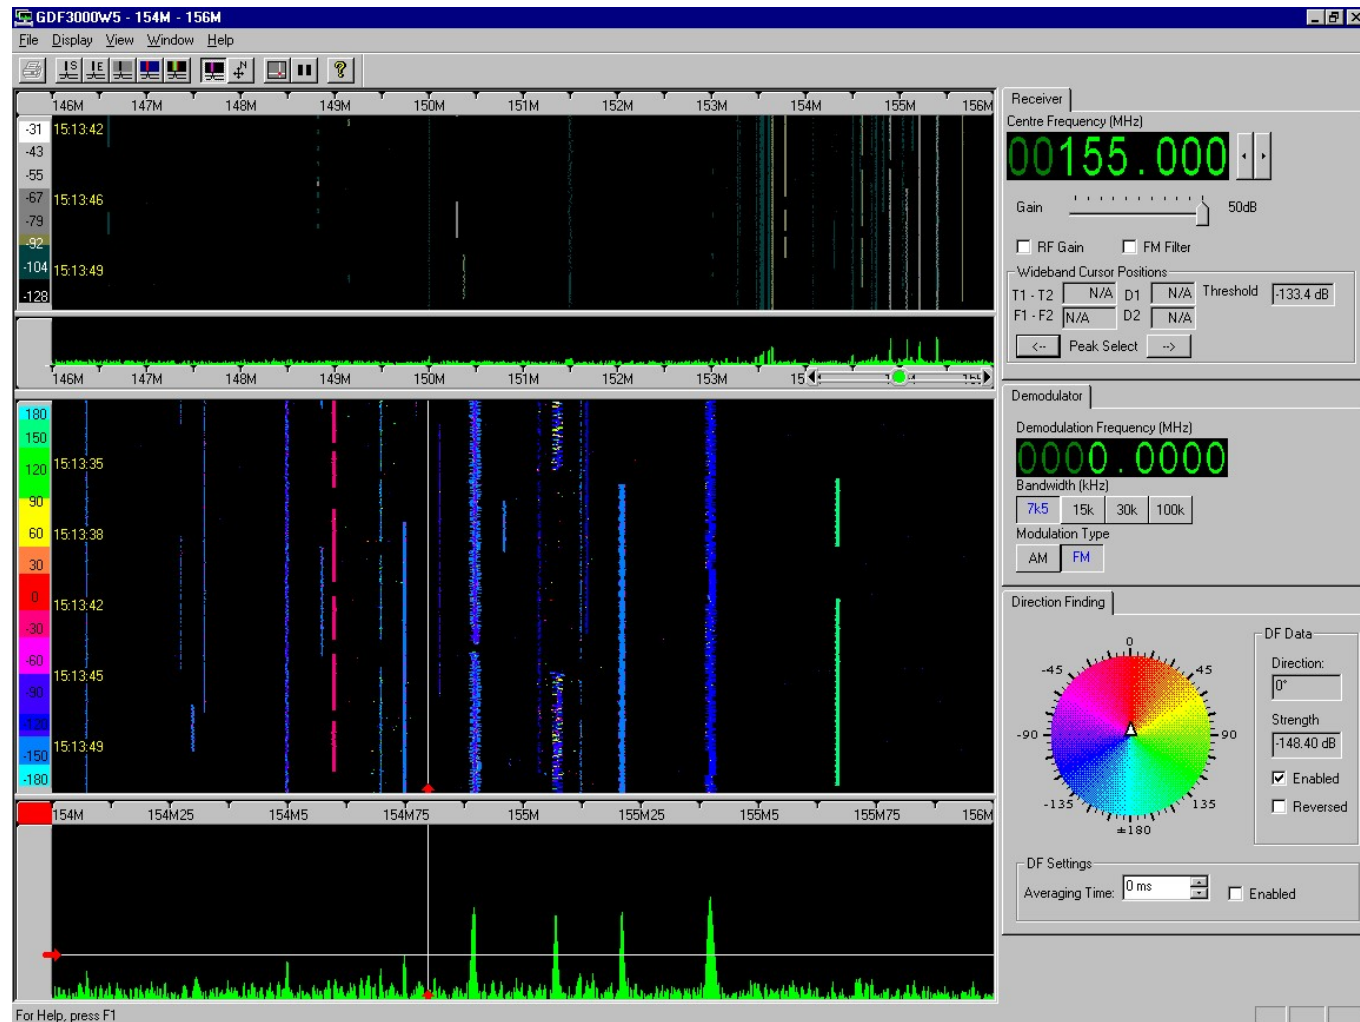 GDF3000W5 - 154M - 156M
File Display View Window Help
IS IE N ?
146M 147M 148M 149M 150M 151M 152M 153M 154M 155M 156M
-31
-43
-55
-67
-79
-92
-104
-128
15:13:42
15:13:46
15:13:49
146M 147M 148M 149M 150M 151M 152M 153M
180
150
120
90
60
30
0
-30
-60
-90
-120
-150
-180
15:13:35
15:13:38
15:13:42
15:13:45
15:13:49
154M 154M25 154M5 154M75 155M 155M25 155M5 155M75 156M
For Help, press F1
Receiver
Centre Frequency (MHz)
00155.000
Gain 50dB
RF Gain FM Filter
Wideband Cursor Positions
T1 - T2 N/A D1 N/A Threshold -133.4 dB
F1 - F2 N/A D2 N/A
<-- Peak Select -->
Demodulator
Demodulation Frequency (MHz)
0000.0000
Bandwidth (kHz)
7k5 15k 30k 100k
Modulation Type
AM FM
Direction Finding
0
-45 45
-90 90
-135 135
±180
DF Data
Direction:
0°
Strength
-148.40 dB
Enabled
Reversed
DF Settings
Averaging Time: 0 ms Enabled